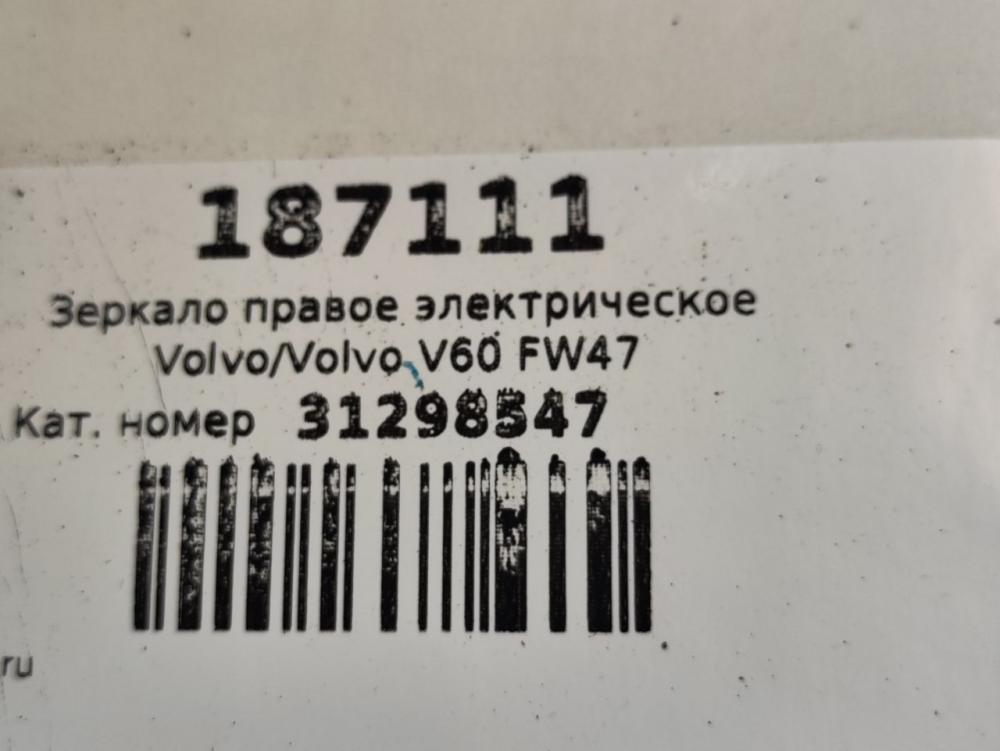 187111
Зеркало правое электрическое
Volvo/Volvo V60 FW47
Кат. номер 31298547
ru